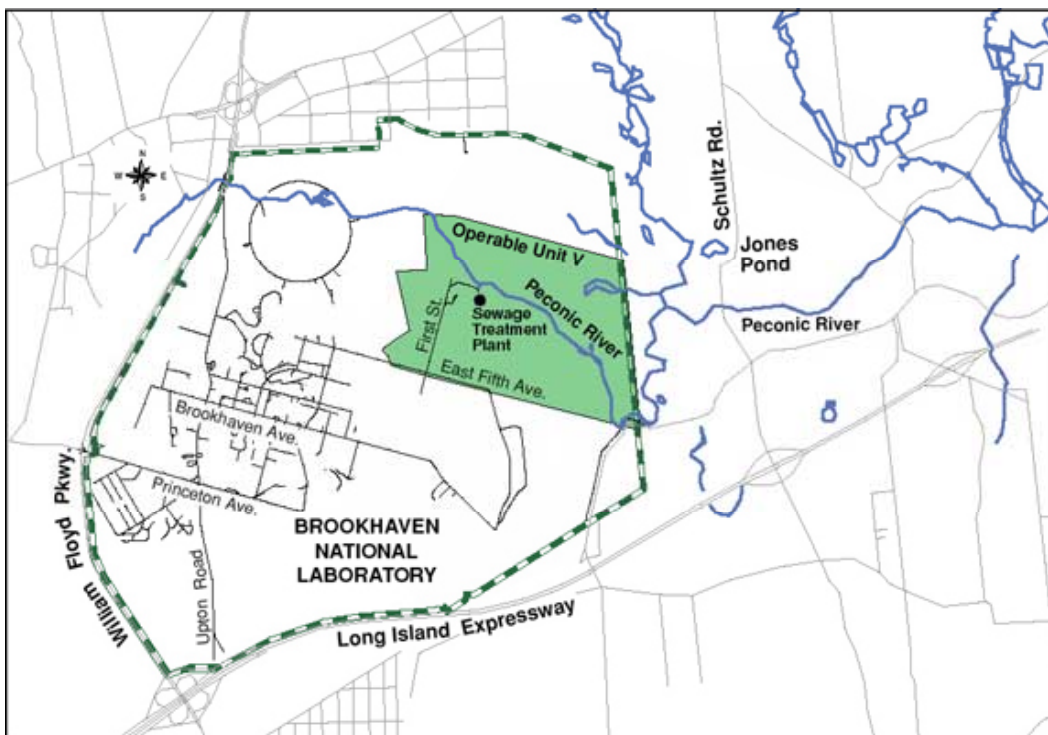 N
W E
S
Schultz Rd.
Operable Unit V
Jones
Pond
Peconic River
Peconic River
First St.
Sewage
Treatment
Plant
East Fifth Ave.
Brookhaven Ave.
Princeton Ave.
William Floyd Pkwy.
Upton Road
BROOKHAVEN
NATIONAL
LABORATORY
Long Island Expressway